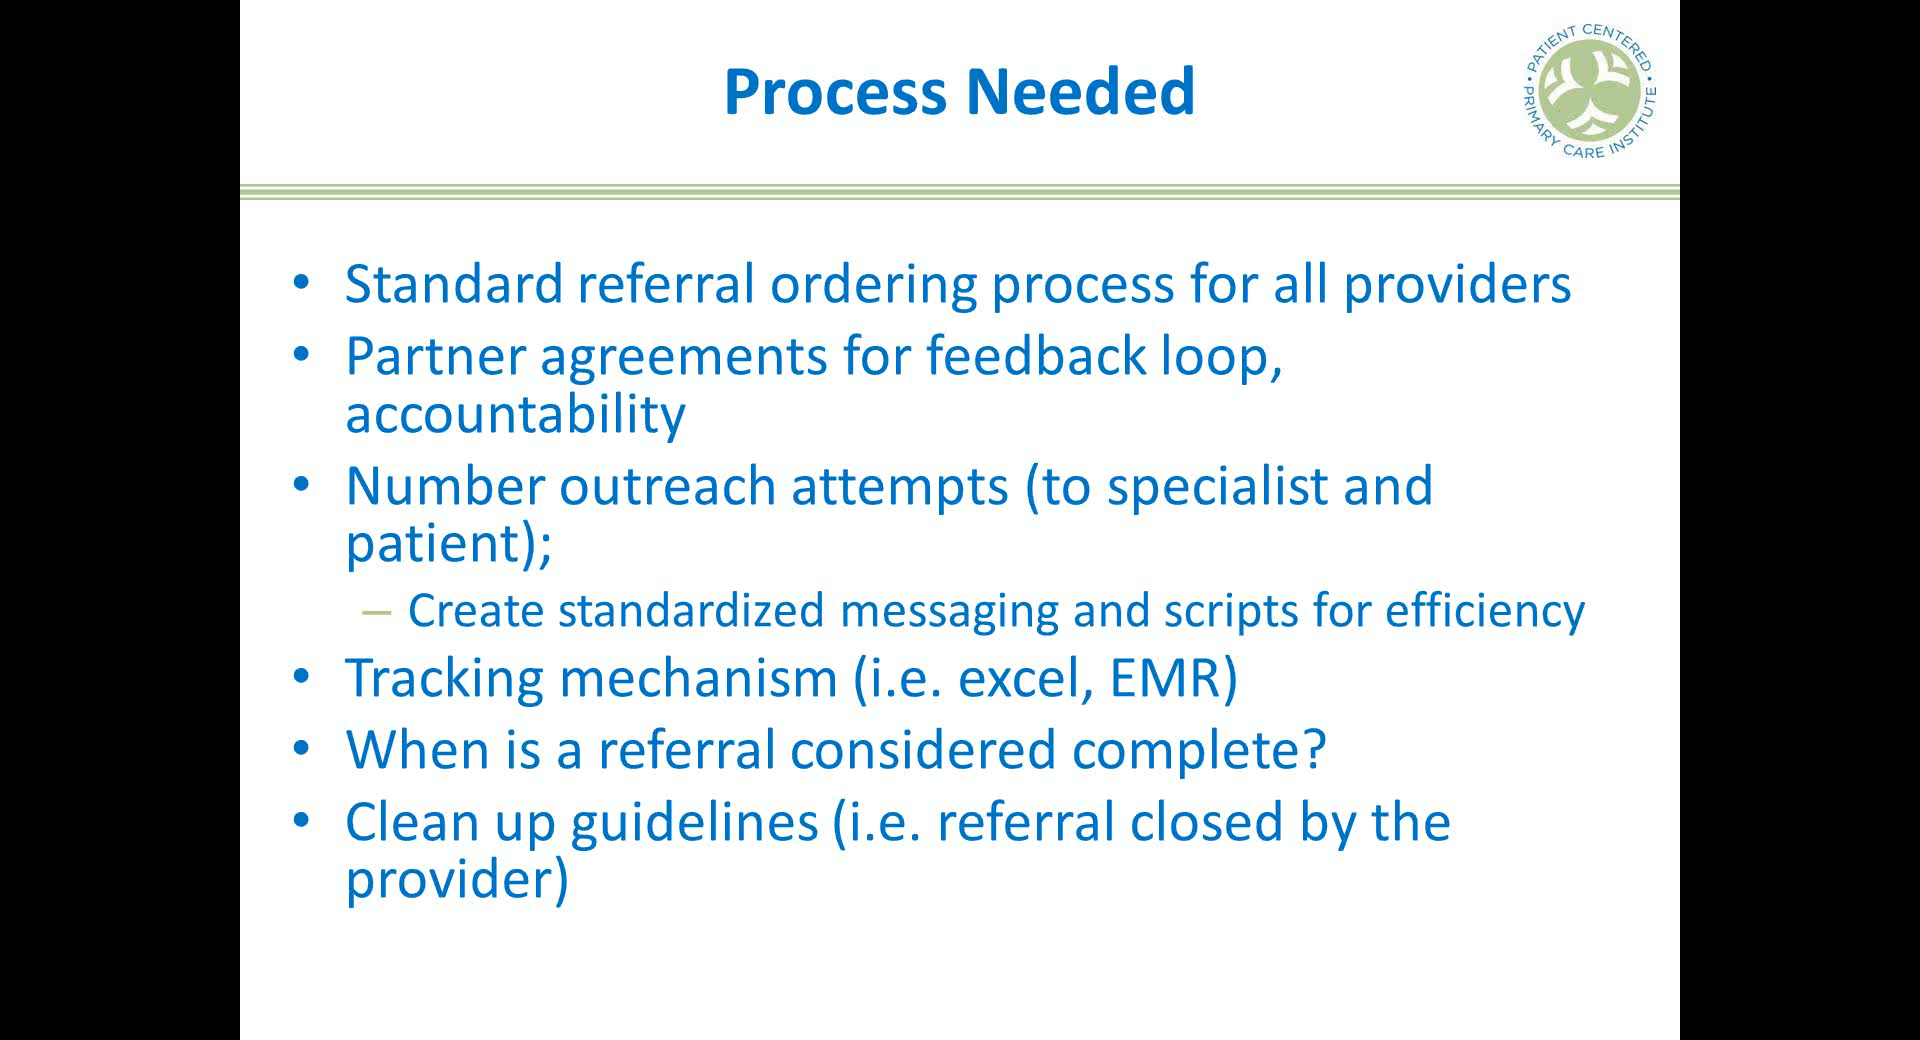 Process Needed
PATIENT CENTERED
PRIMARY CARE INSTITUTE
• Standard referral ordering process for all providers
• Partner agreements for feedback loop,
accountability
• Number outreach attempts (to specialist and
patient);
– Create standardized messaging and scripts for efficiency
• Tracking mechanism (i.e. excel, EMR)
• When is a referral considered complete?
• Clean up guidelines (i.e. referral closed by the
provider)